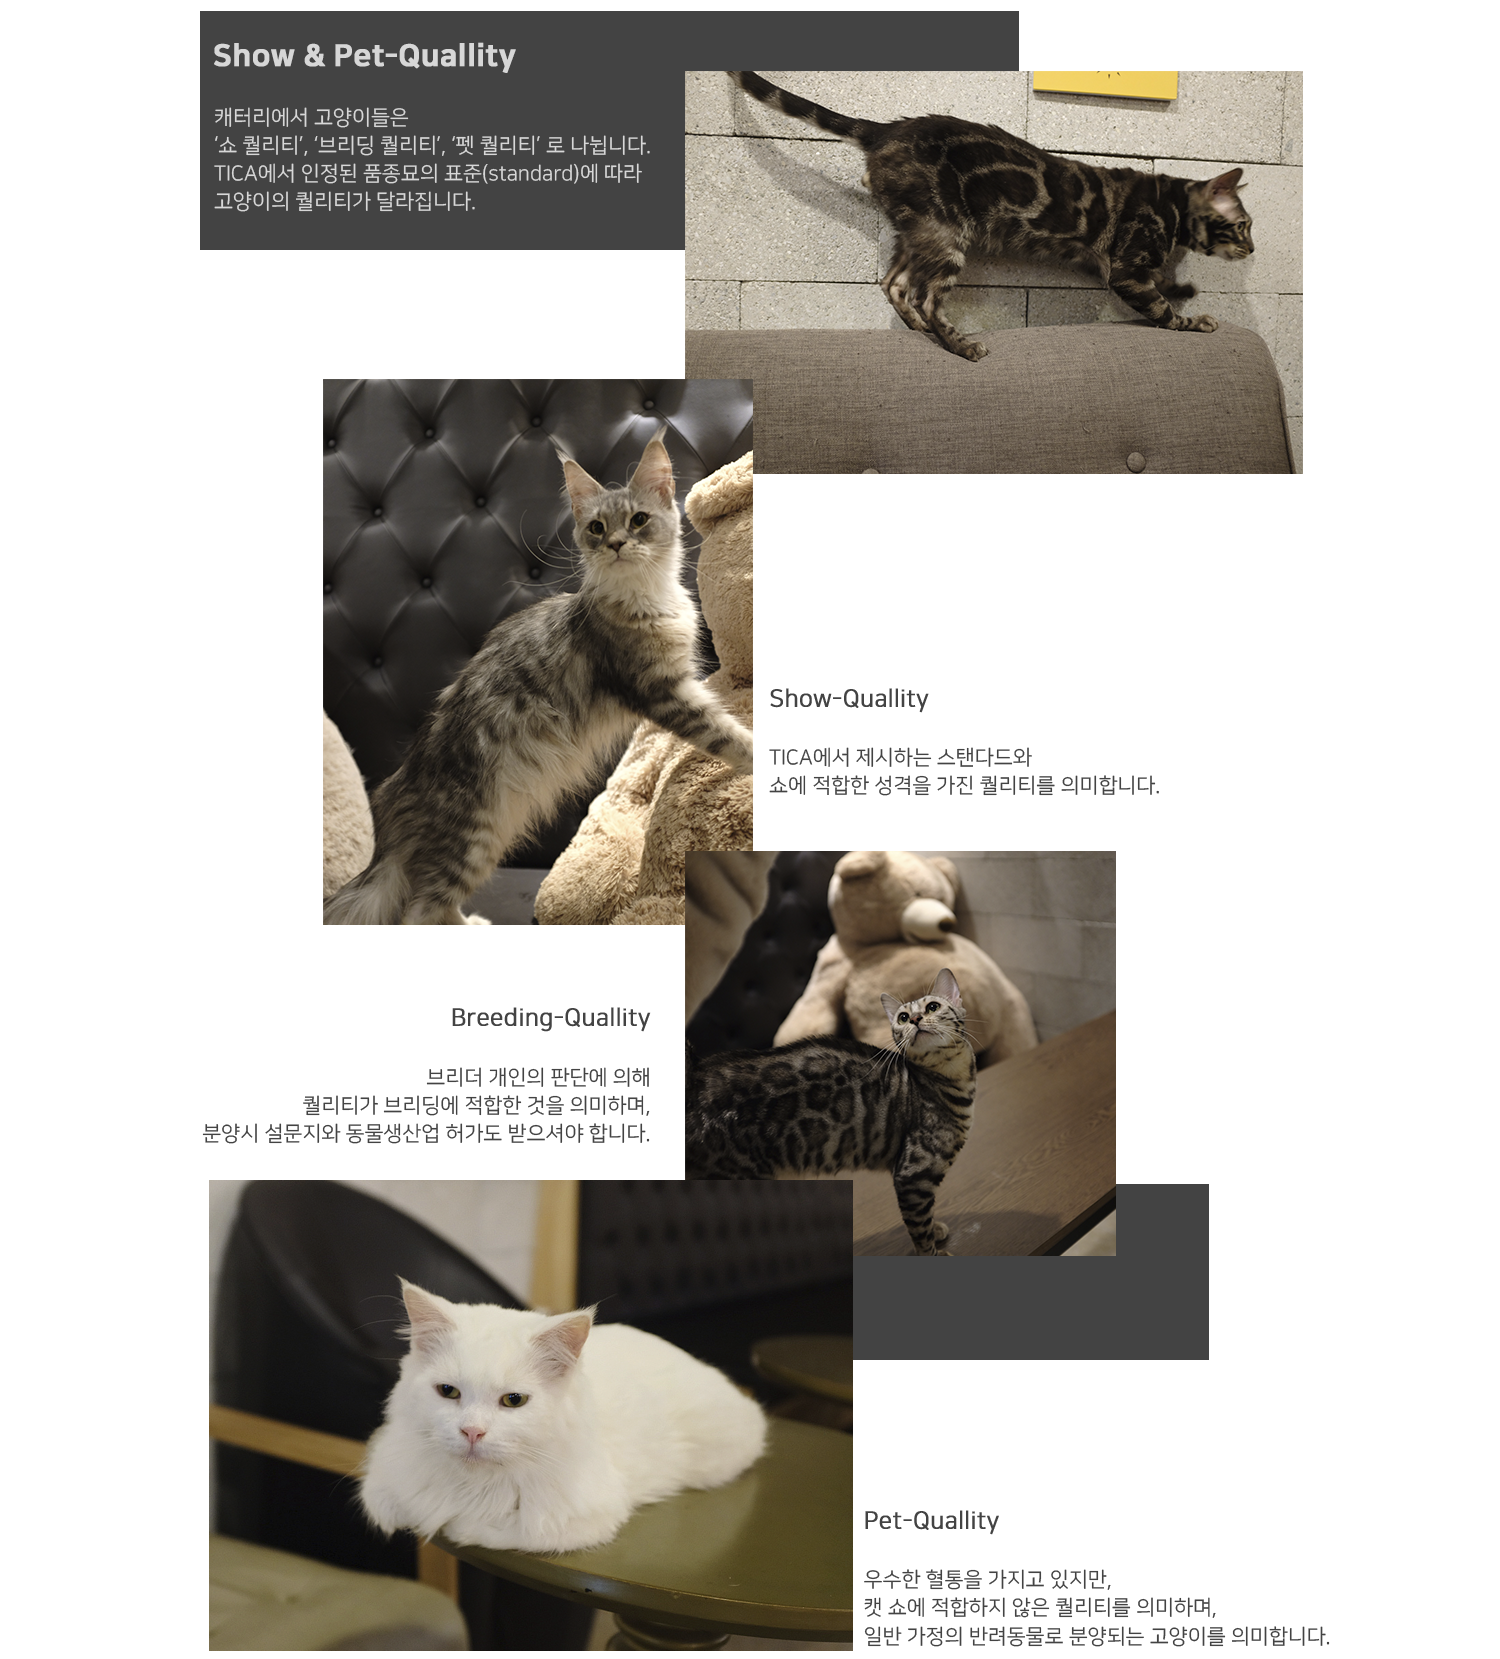 Show & Pet-Quallity
캐터리에서 고양이들은
‘쇼 퀄리티’, ‘브리딩 퀄리티’, ‘펫 퀄리티‘ 로 나뉩니다.
TICA에서 인정된 품종묘의 표준(standard)에 따라
고양이의 퀄리티가 달라집니다.
Show-Quallity
TICA에서 제시하는 스탠다드와
쇼에 적합한 성격을 가진 퀄리티를 의미합니다.
Breeding-Quallity
브리더 개인의 판단에 의해
퀄리티가 브리딩에 적합한 것을 의미하며,
분양시 설문지와 동물생산업 허가도 받으셔야 합니다.
Pet-Quallity
우수한 혈통을 가지고 있지만,
캣 쇼에 적합하지 않은 퀄리티를 의미하며,
일반 가정의 반려동물로 분양되는 고양이를 의미합니다.